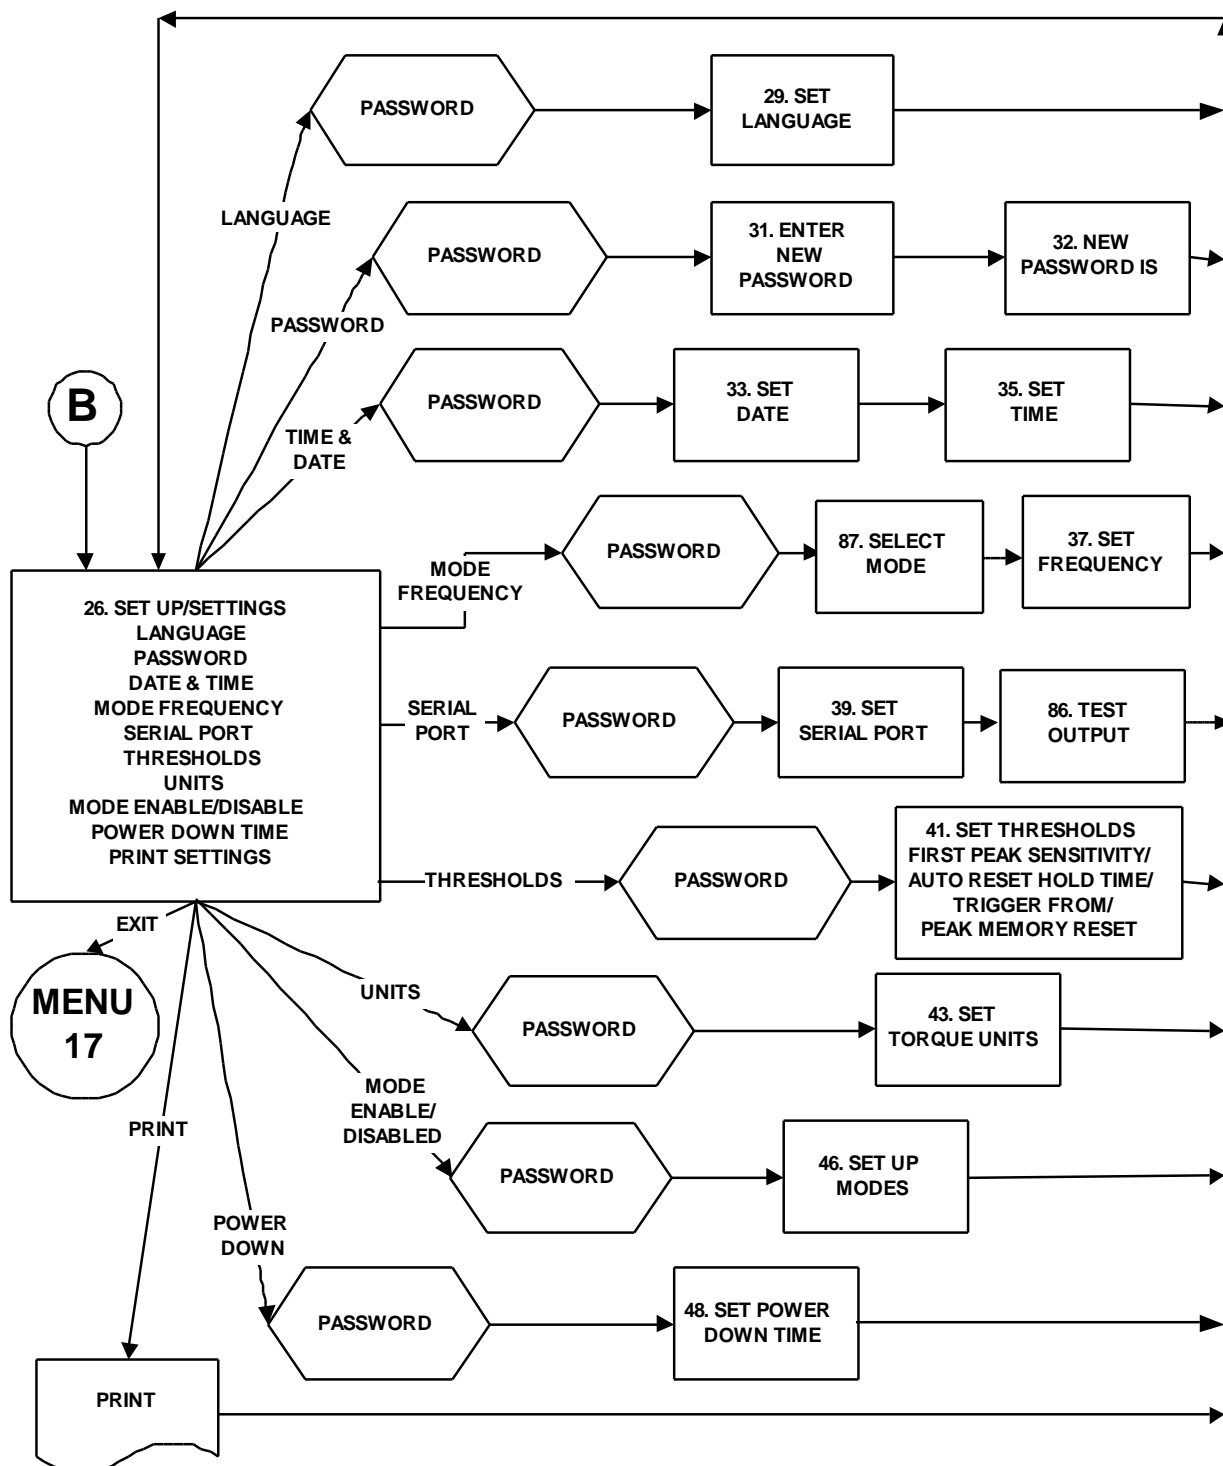 PASSWORD
29. SET
LANGUAGE
LANGUAGE
PASSWORD
31. ENTER
NEW
PASSWORD
32. NEW
PASSWORD IS
PASSWORD
B
PASSWORD
33. SET
DATE
35. SET
TIME
TIME &
DATE
MODE
FREQUENCY
PASSWORD
87. SELECT
MODE
37. SET
FREQUENCY
26. SET UP/SETTINGS
LANGUAGE
PASSWORD
DATE & TIME
MODE FREQUENCY
SERIAL PORT
THRESHOLDS
UNITS
MODE ENABLE/DISABLE
POWER DOWN TIME
PRINT SETTINGS
SERIAL
PORT
PASSWORD
39. SET
SERIAL PORT
86. TEST
OUTPUT
THRESHOLDS
PASSWORD
41. SET THRESHOLDS
FIRST PEAK SENSITIVITY/
AUTO RESET HOLD TIME/
TRIGGER FROM/
PEAK MEMORY RESET
EXIT
MENU
17
UNITS
PASSWORD
43. SET
TORQUE UNITS
MODE
ENABLE/
DISABLED
PASSWORD
46. SET UP
MODES
PRINT
POWER
DOWN
PASSWORD
48. SET POWER
DOWN TIME
PRINT